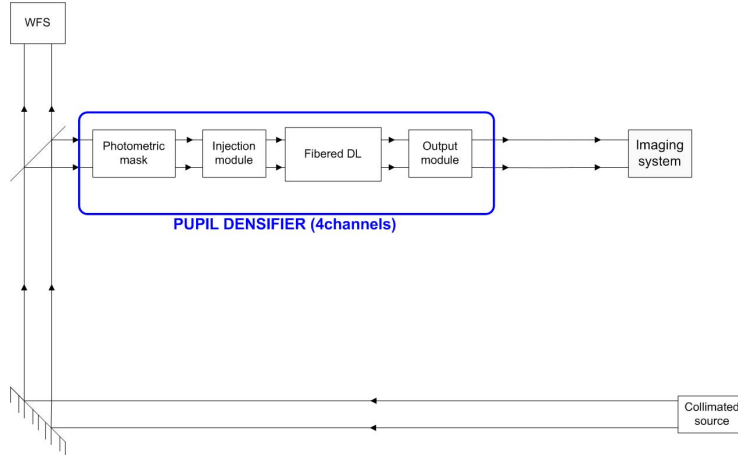 WFS
Photometric
mask
Injection
module
Fibered DL
Output
module
Imaging
system
PUPIL DENSIFIER (4channels)
Collimated
source